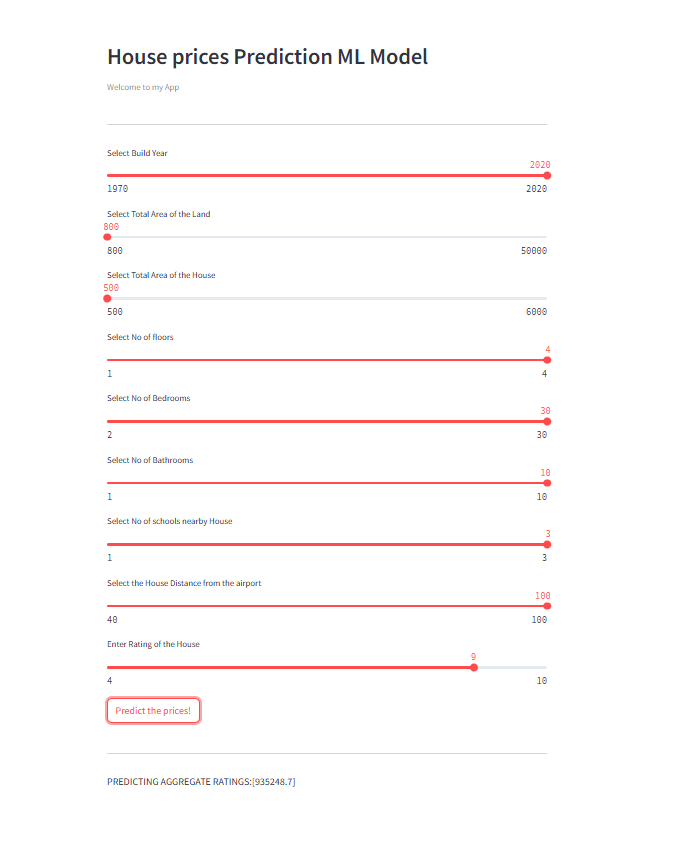 House prices Prediction ML Model
Welcome to my App
Select Build Year
2020
1970 2020
Select Total Area of the Land
800
800 50000
Select Total Area of the House
500
500 6000
Select No of floors
4
1 4
Select No of Bedrooms
30
2 30
Select No of Bathrooms
10
1 10
Select No of schools nearby House
3
1 3
Select the House Distance from the airport
100
40 100
Enter Rating of the House
9
4 10
Predict the prices!
PREDICTING AGGREGATE RATINGS:[935248.7]